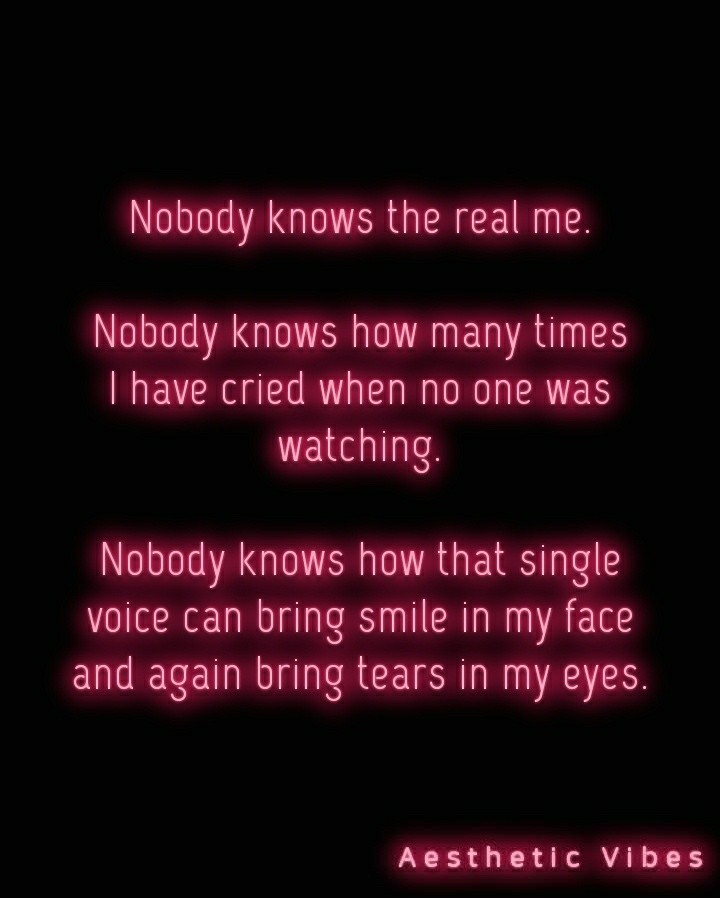 Nobody knows the real me.
Nobody knows how many times
I have cried when no one was
watching.
Nobody knows how that single
voice can bring smile in my face
and again bring tears in my eyes.
Aesthetic Vibes